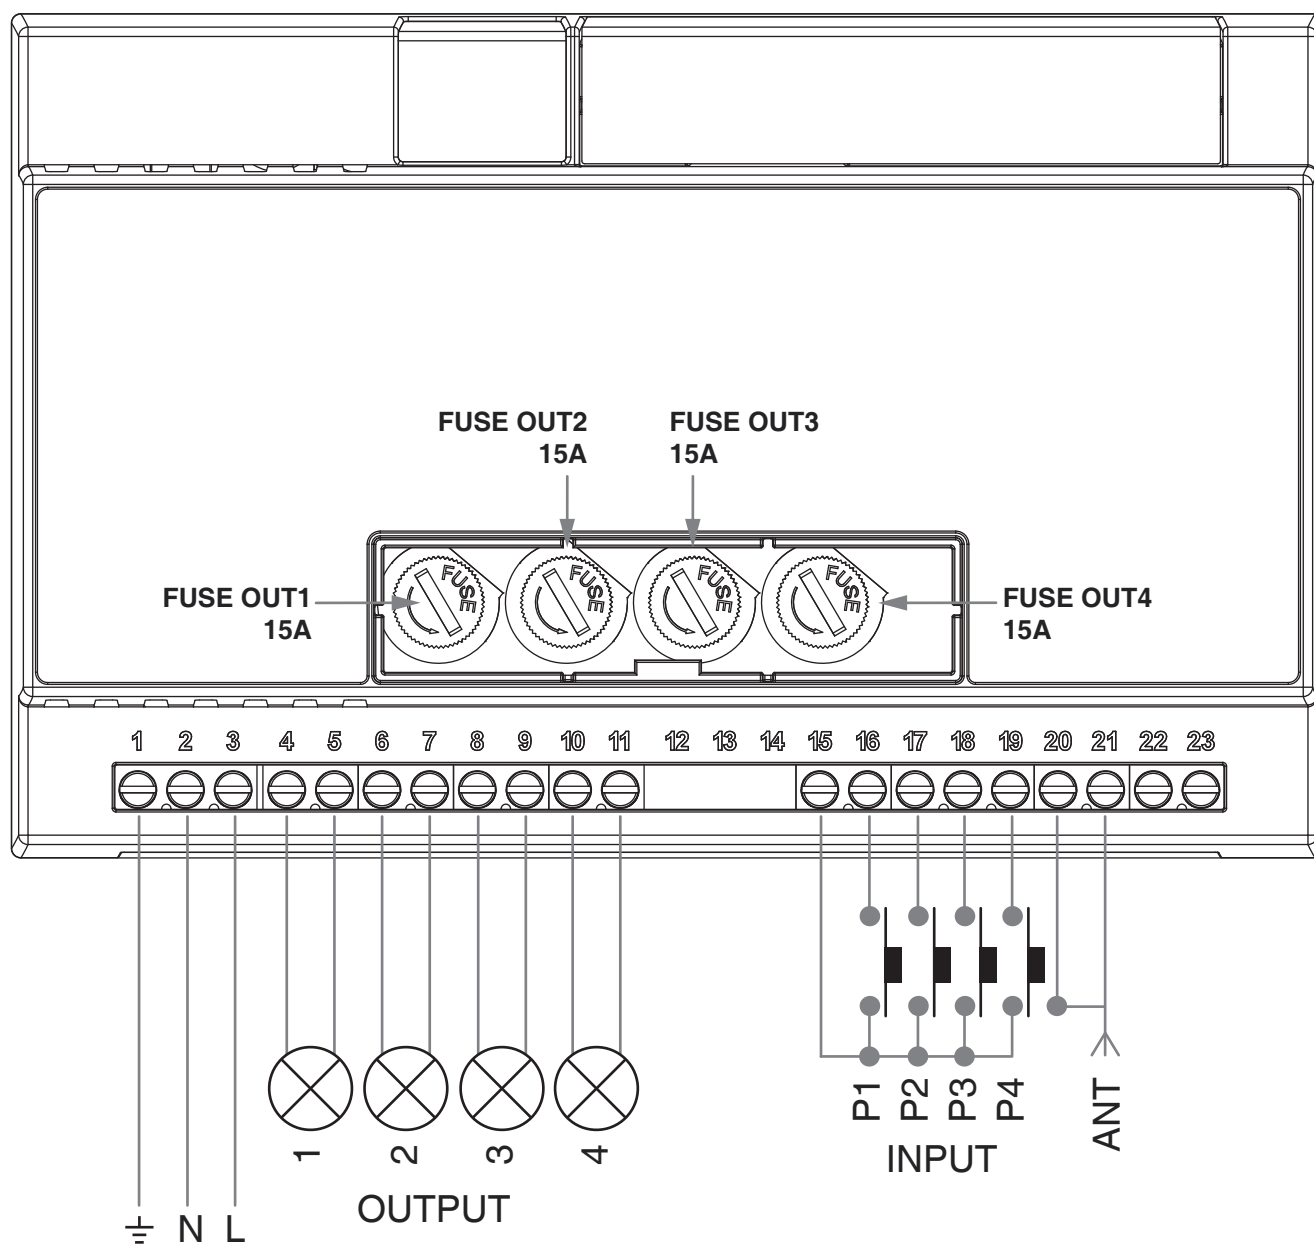 FUSE OUT2
15A
FUSE OUT3
15A
FUSE FUSE FUSE FUSE
FUSE OUT1
15A
FUSE OUT4
15A
1 2 3 4 5 6 7 8 9 10 11 12 13 14 15 16 17 18 19 20 21 22 23
1 2 3 4
OUTPUT
P1 P2 P3 P4
INPUT
ANT
N L